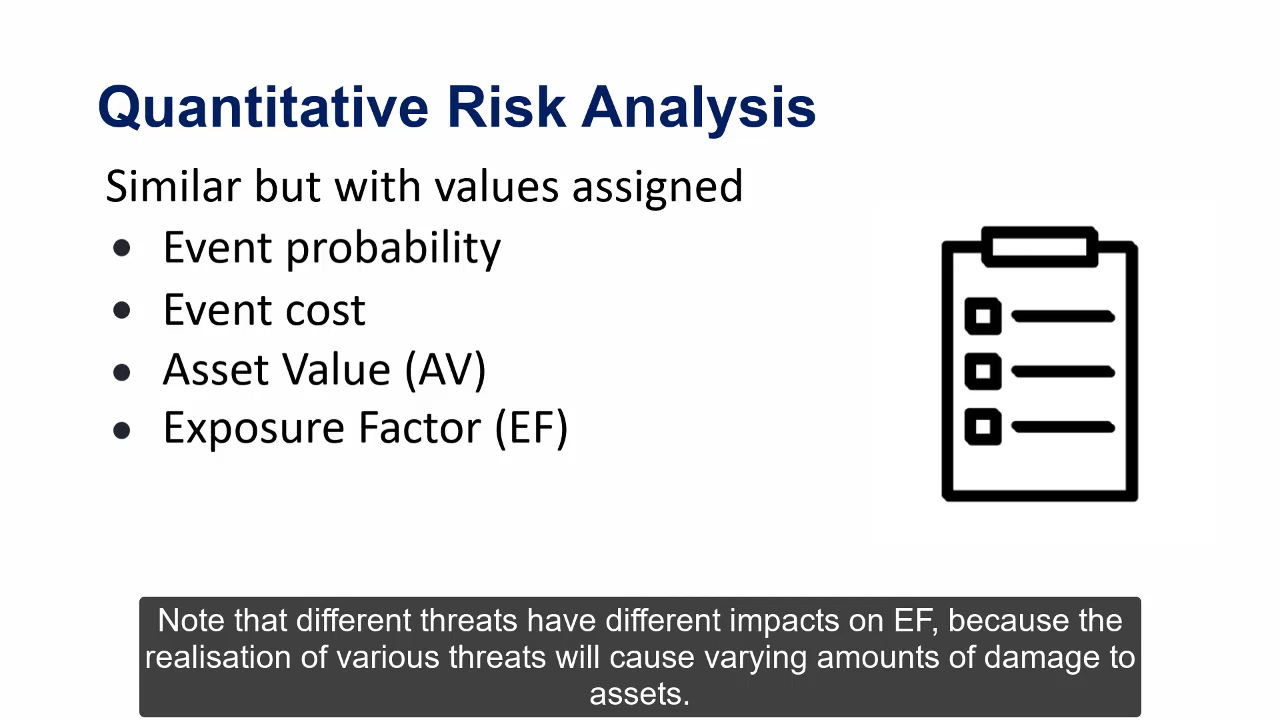 Quantitative Risk Analysis
Similar but with values assigned
• Event probability
• Event cost
• Asset Value (AV)
• Exposure Factor (EF)
Note that different threats have different impacts on EF, because the
realisation of various threats will cause varying amounts of damage to
assets.